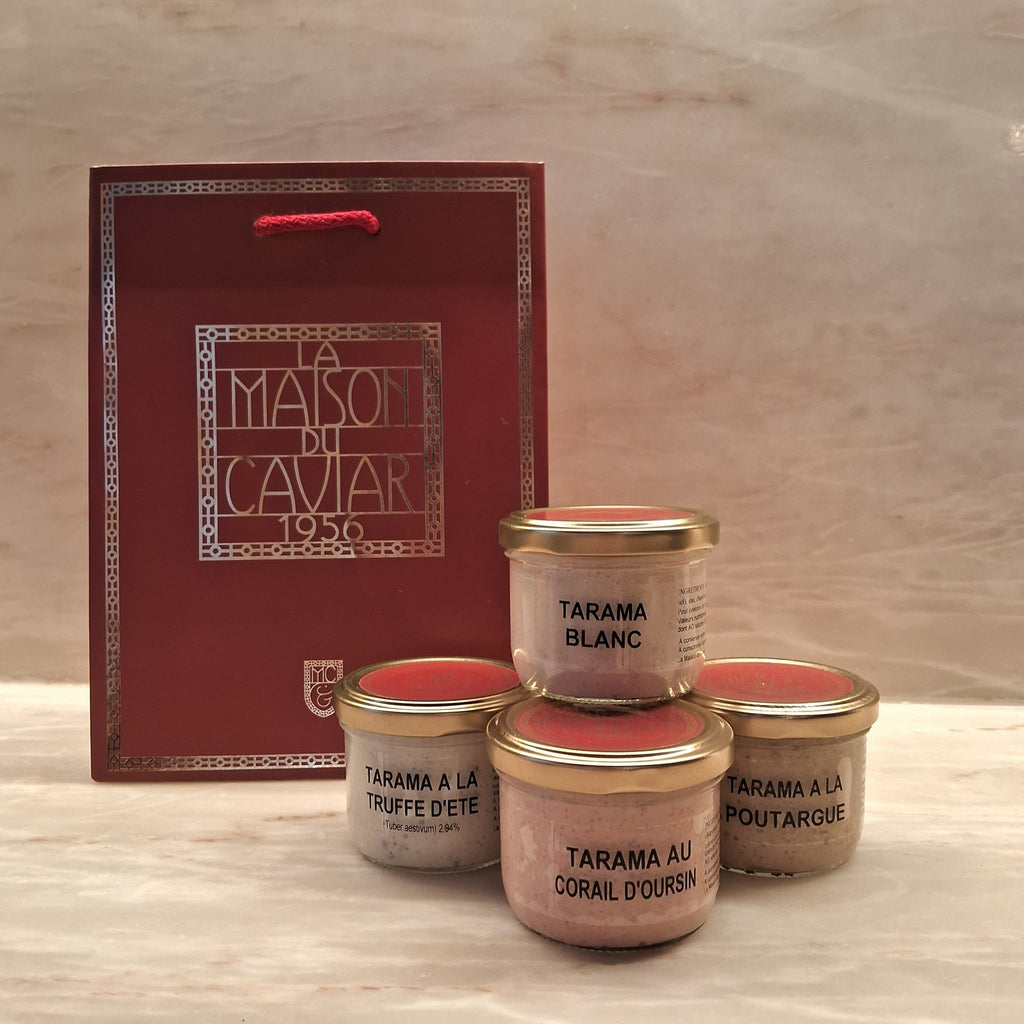 LA
MAISON
DU
CAVIAR
1956
MC
&
TARAMA
BLANC
TARAMA A LA
TRUFFE D'ETE
(Tuber aestivum) 2.94%
TARAMA AU
CORAIL D'OURSIN
TARAMA A LA
POUTARGUE